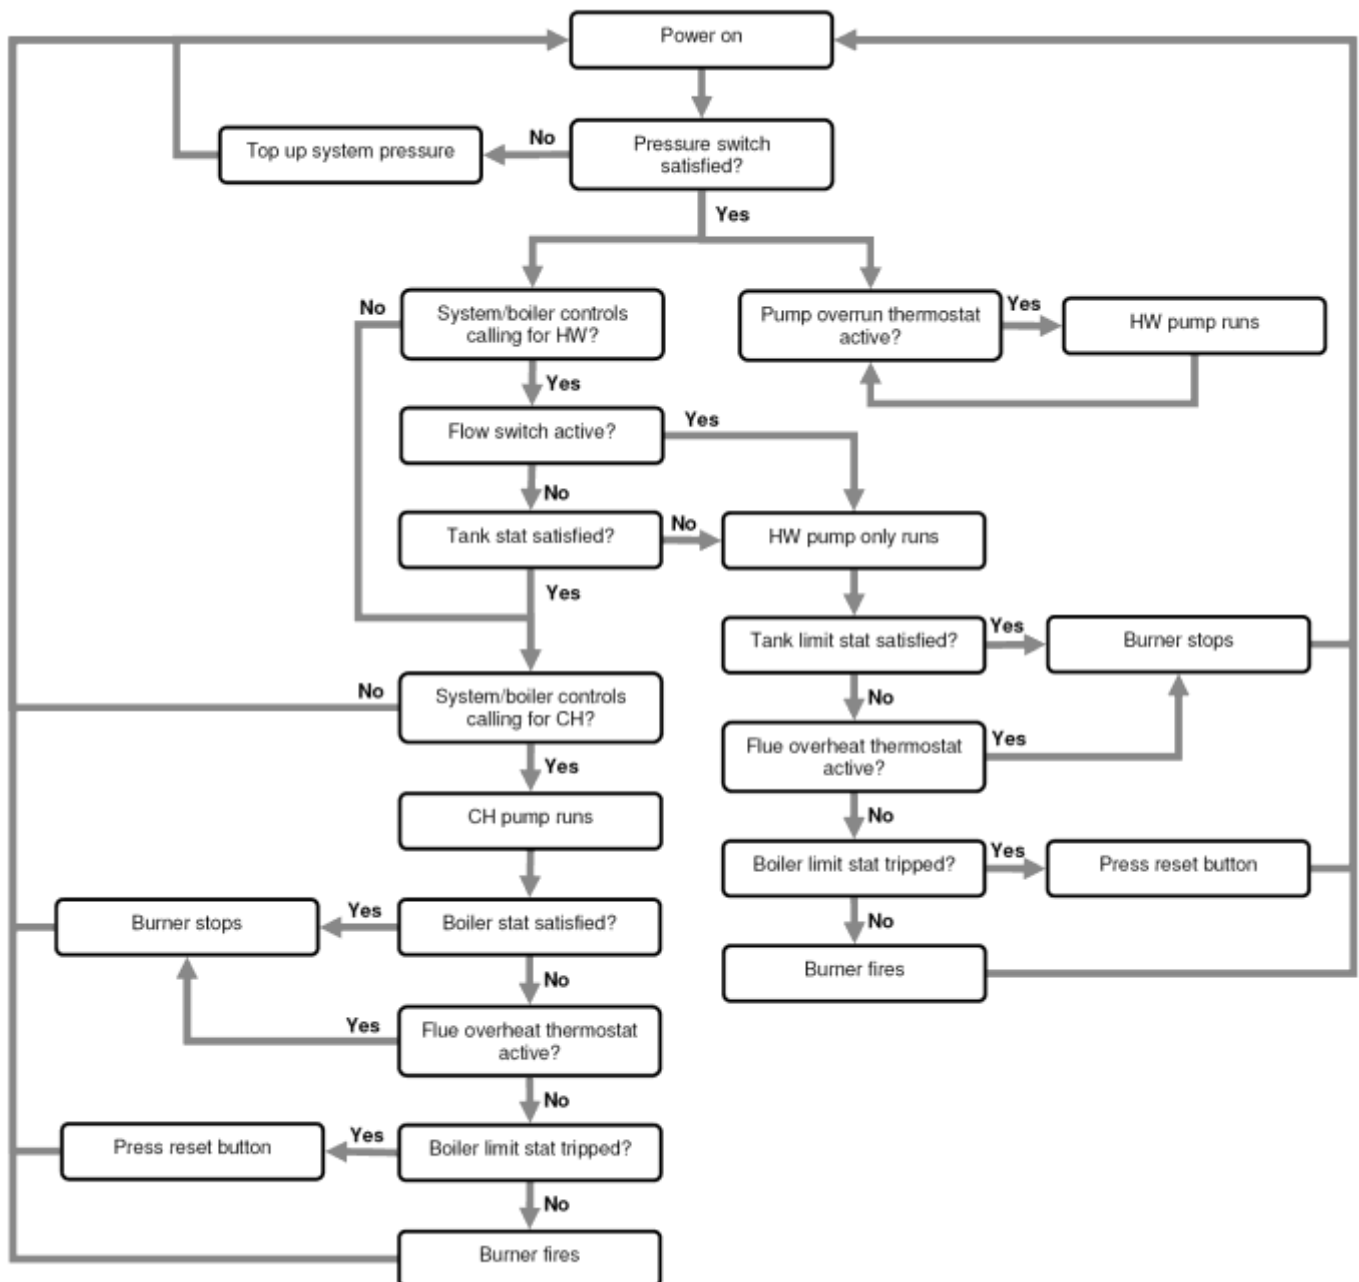 Power on
Pressure switch
satisfied?
No
Top up system pressure
Yes
System/boiler controls
calling for HW?
No
Pump overrun thermostat
active?
Yes
HW pump runs
Yes
Flow switch active?
Yes
No
Tank stat satisfied?
No
HW pump only runs
Yes
Tank limit stat satisfied?
Yes
Burner stops
No
System/boiler controls
calling for CH?
No
Flue overheat thermostat
active?
Yes
Yes
CH pump runs
No
Boiler limit stat tripped?
Yes
Press reset button
Boiler stat satisfied?
Yes
Burner stops
No
Burner fires
No
Flue overheat thermostat
active?
Yes
No
Boiler limit stat tripped?
Yes
Press reset button
No
Burner fires